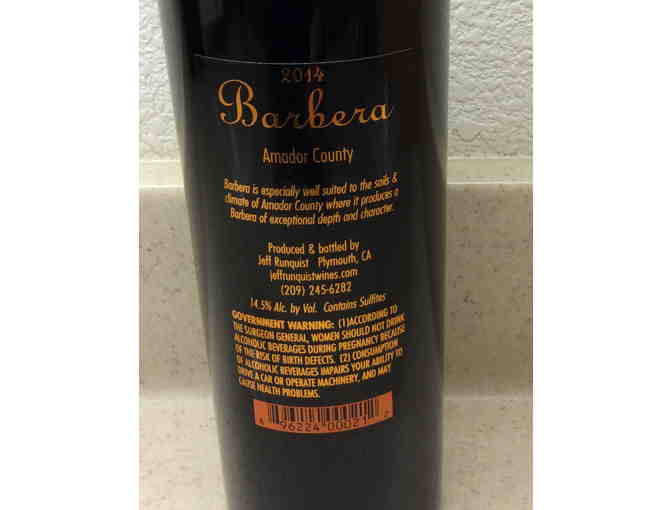 2014
Barbera
Amador County
Barbera is especially well suited to the soils &
climate of Amador County where it produces a
Barbera of exceptional depth and character.
Produced & bottled by
Jeff Runquist Plymouth, CA
jeffrunquistwines.com
(209) 245-6282
14.5% Alc. by Vol. Contains Sulfites
GOVERNMENT WARNING: (1)ACCORDING TO
THE SURGEON GENERAL, WOMEN SHOULD NOT DRINK
ALCOHOLIC BEVERAGES DURING PREGNANCY BECAUSE
OF THE RISK OF BIRTH DEFECTS. (2) CONSUMPTION
OF ALCOHOLIC BEVERAGES IMPAIRS YOUR ABILITY TO
DRIVE A CAR OR OPERATE MACHINERY, AND MAY
CAUSE HEALTH PROBLEMS.
6 96224 00021 2